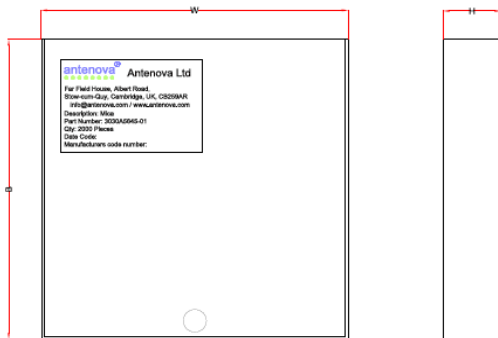 W
H
antenova®
Antenova Ltd
Far Field House, Albert Road,
Stow-cum-Quy, Cambridge, UK, CB259AR
info@antenova.com / www.antenova.com
Description: Mica
Part Number: 3030A5645-01
Qty: 2000 Pieces
Date Code:
Manufacturers code number:
B